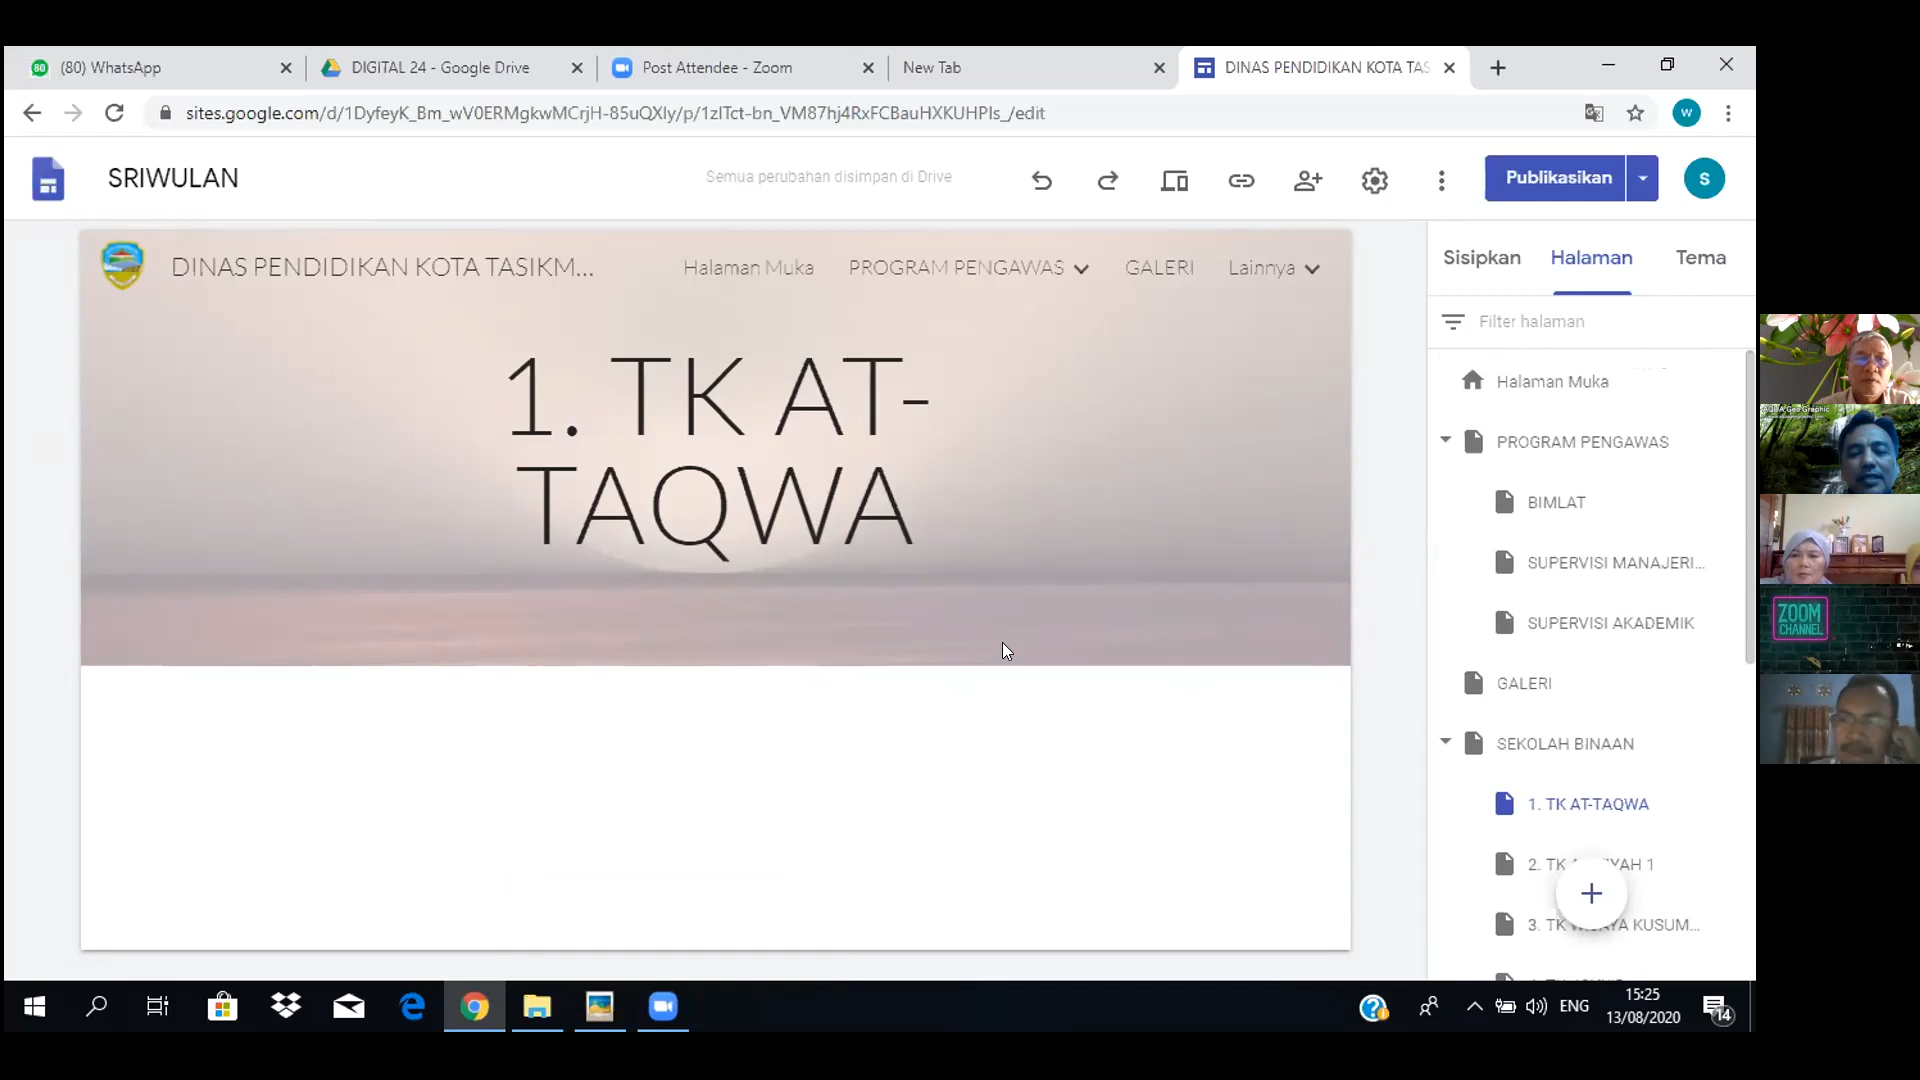 (80) WhatsApp
DIGITAL 24 - Google Drive
Post Attendee - Zoom
New Tab
DINAS PENDIDIKAN KOTA TAS
sites.google.com/d/1DyfeyK_Bm_wV0ERMgkwMCrjH-85uQXly/p/1zITct-bn_VM87hj4RxFCBauHXKUHPIs_/edit
W
SRIWULAN
Semua perubahan disimpan di Drive
Publikasikan
S
DINAS PENDIDIKAN KOTA TASIKM...
Halaman Muka
PROGRAM PENGAWAS
GALERI
Lainnya
1. TK AT-
TAQWA
Sisipkan
Halaman
Tema
Filter halaman
Halaman Muka
PROGRAM PENGAWAS
BIMLAT
SUPERVISI MANAJERI...
SUPERVISI AKADEMIK
GALERI
SEKOLAH BINAAN
1. TK AT-TAQWA
2. TK
1
3. TK
KUSUM...
ZOOM
CHANNEL
ENG
15:25
13/08/2020
14